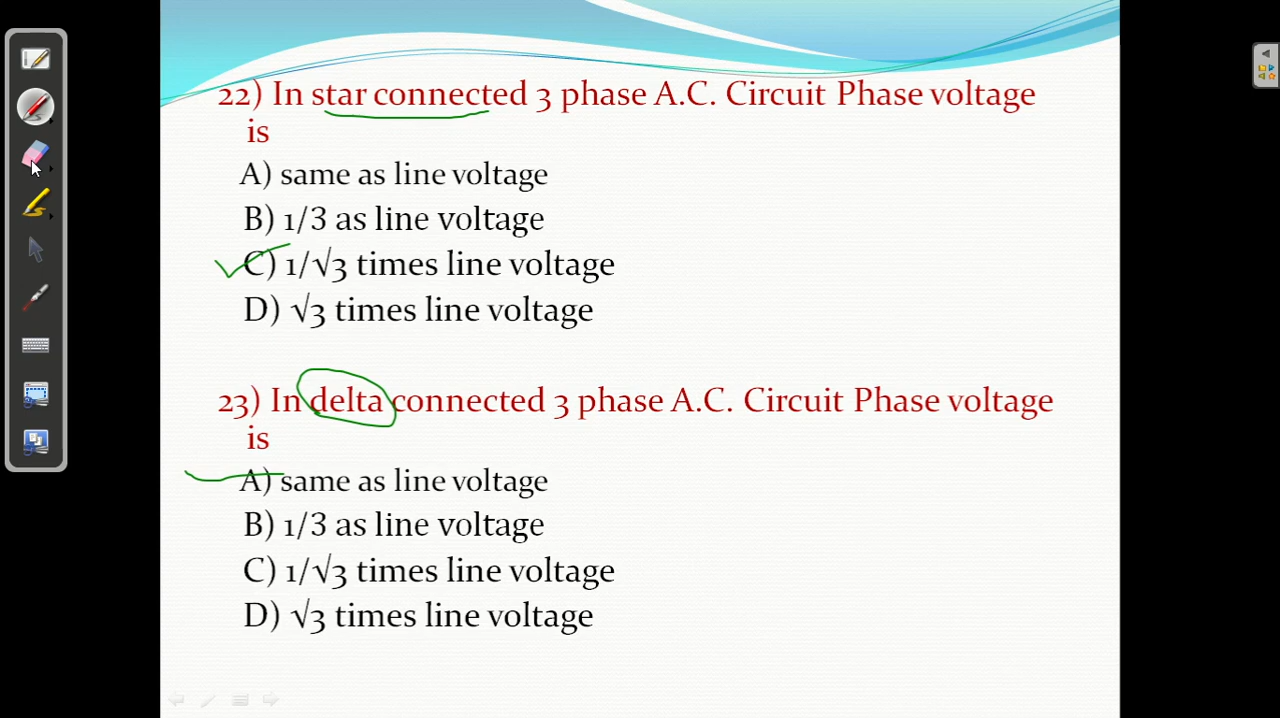 22) In star connected 3 phase A.C. Circuit Phase voltage
is
A) same as line voltage
B) 1/3 as line voltage
C) 1/√3 times line voltage
D) √3 times line voltage
23) In delta connected 3 phase A.C. Circuit Phase voltage
is
A) same as line voltage
B) 1/3 as line voltage
C) 1/√3 times line voltage
D) √3 times line voltage